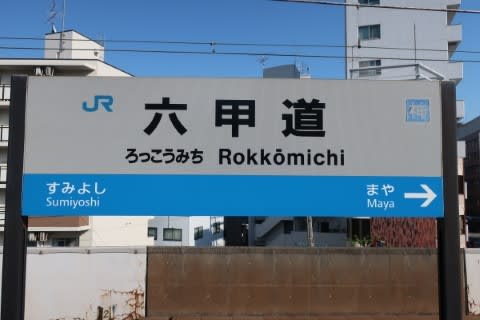 JR 六甲道 神
ろっこうみち Rokkōmichi
すみよし まや
Sumiyoshi Maya →